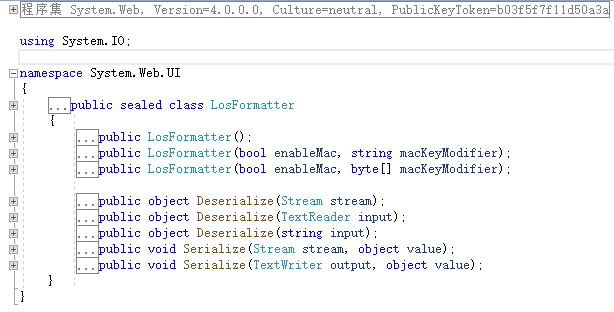 程序集 System.Web, Version=4.0.0.0, Culture=neutral, PublicKeyToken=b03f5f7f11d50a3a
using System.IO;
namespace System.Web.UI
{
...public sealed class LosFormatter
{
...public LosFormatter();
...public LosFormatter(bool enableMac, string macKeyModifier);
...public LosFormatter(bool enableMac, byte[] macKeyModifier);
...public object Deserialize(Stream stream);
...public object Deserialize(TextReader input);
...public object Deserialize(string input);
...public void Serialize(Stream stream, object value);
...public void Serialize(TextWriter output, object value);
}
}